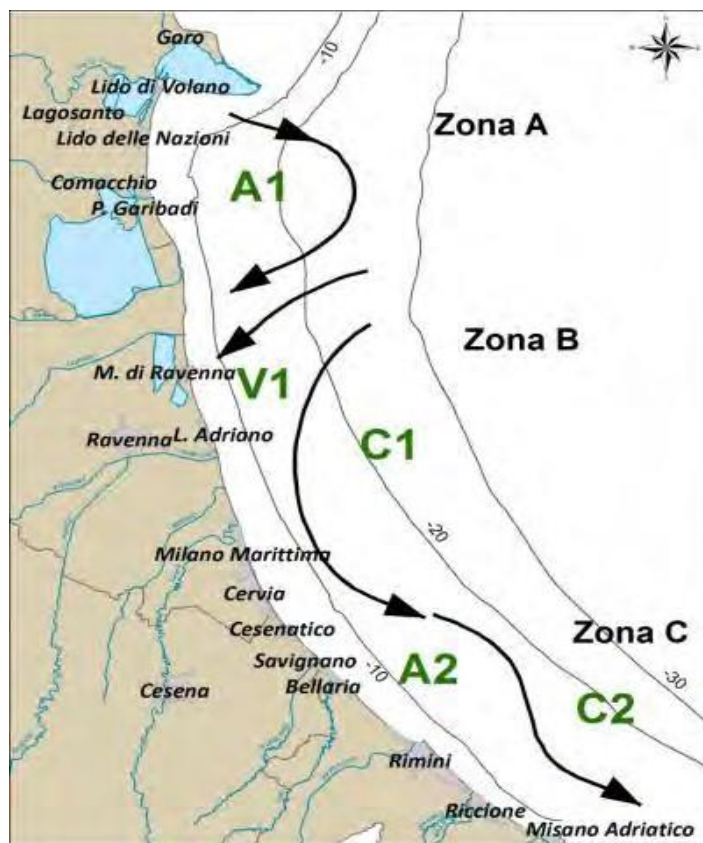 Goro
-10
Lido di Volano
Lagosanto
Zona A
Lido delle Nazioni
Comacchio
A1
P. Garibadi
Zona B
M. di Ravenna
V1
Ravenna
L. Adriano
C1
-20
Milano Marittima
Cervia
Cesenatico
Zona C
Savignano
-10
A2
Bellaria
-30
Cesena
C2
Rimini
Riccione
Misano Adriatico